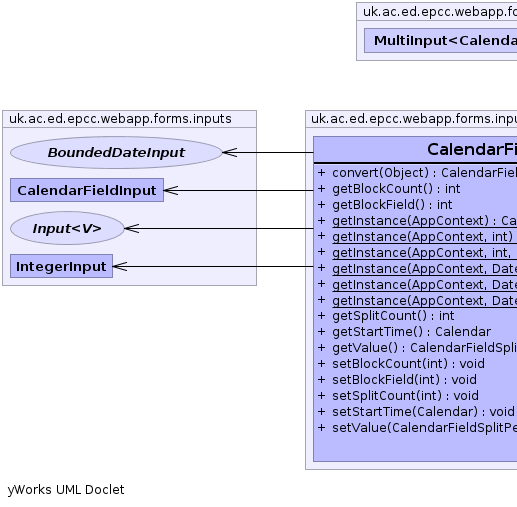 uk.ac.ed.epcc.webapp.fo
MultiInput<Calenda
uk.ac.ed.epcc.webapp.forms.inputs
BoundedDateInput
CalendarFieldInput
Input<V>
IntegerInput
uk.ac.ed.epcc.webapp.forms.inpu
CalendarFi
+ convert(Object) : CalendarFiel
+ getBlockCount() : int
+ getBlockField() : int
+ getInstance(AppContext) : Ca
+ getInstance(AppContext, int)
+ getInstance(AppContext, int,
+ getInstance(AppContext, Date
+ getInstance(AppContext, Date
+ getInstance(AppContext, Date
+ getSplitCount() : int
+ getStartTime() : Calendar
+ getValue() : CalendarFieldSpli
+ setBlockCount(int) : void
+ setBlockField(int) : void
+ setSplitCount(int) : void
+ setStartTime(Calendar) : void
+ setValue(CalendarFieldSplitPe
yWorks UML Doclet